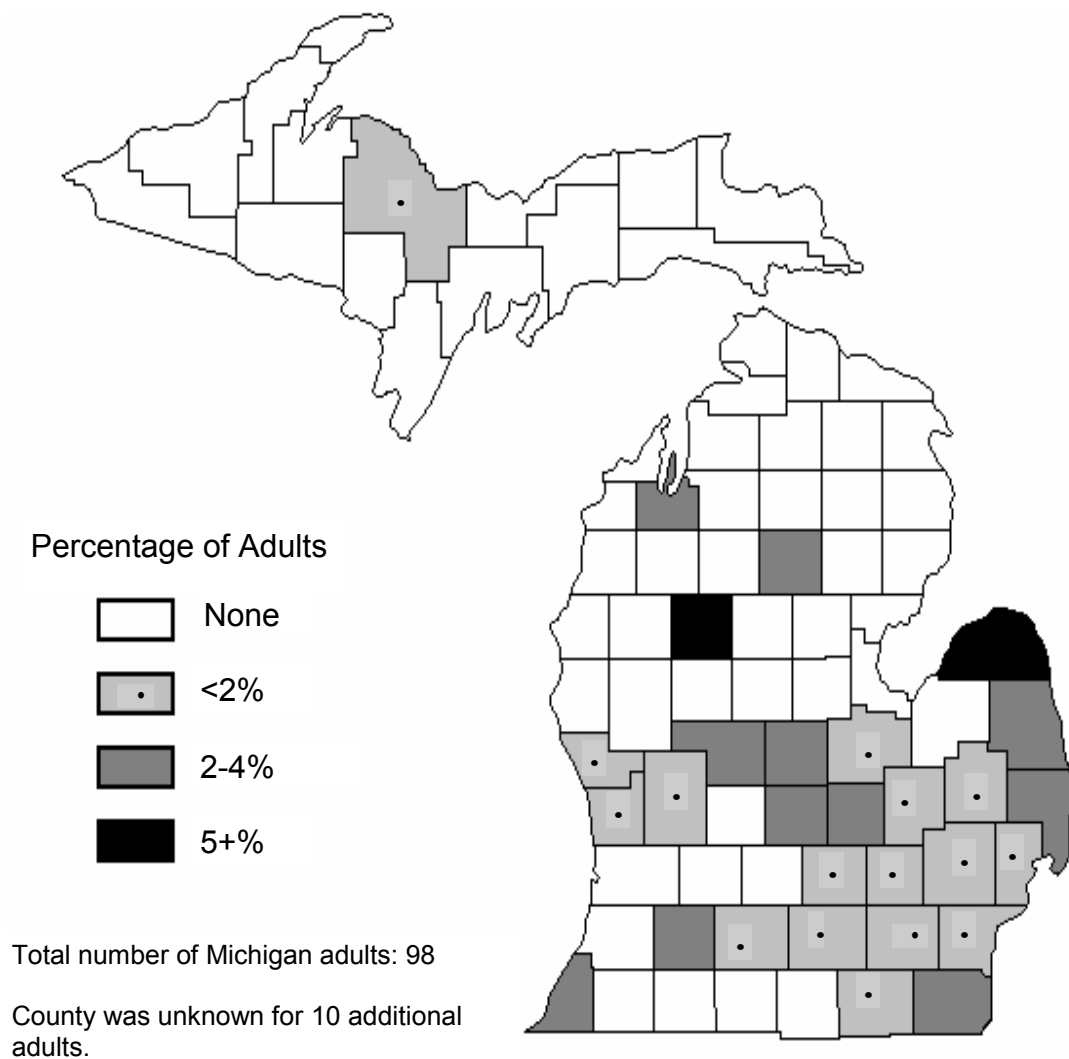 Percentage of Adults
None
<2%
2-4%
5+%
Total number of Michigan adults: 98
County was unknown for 10 additional
adults.